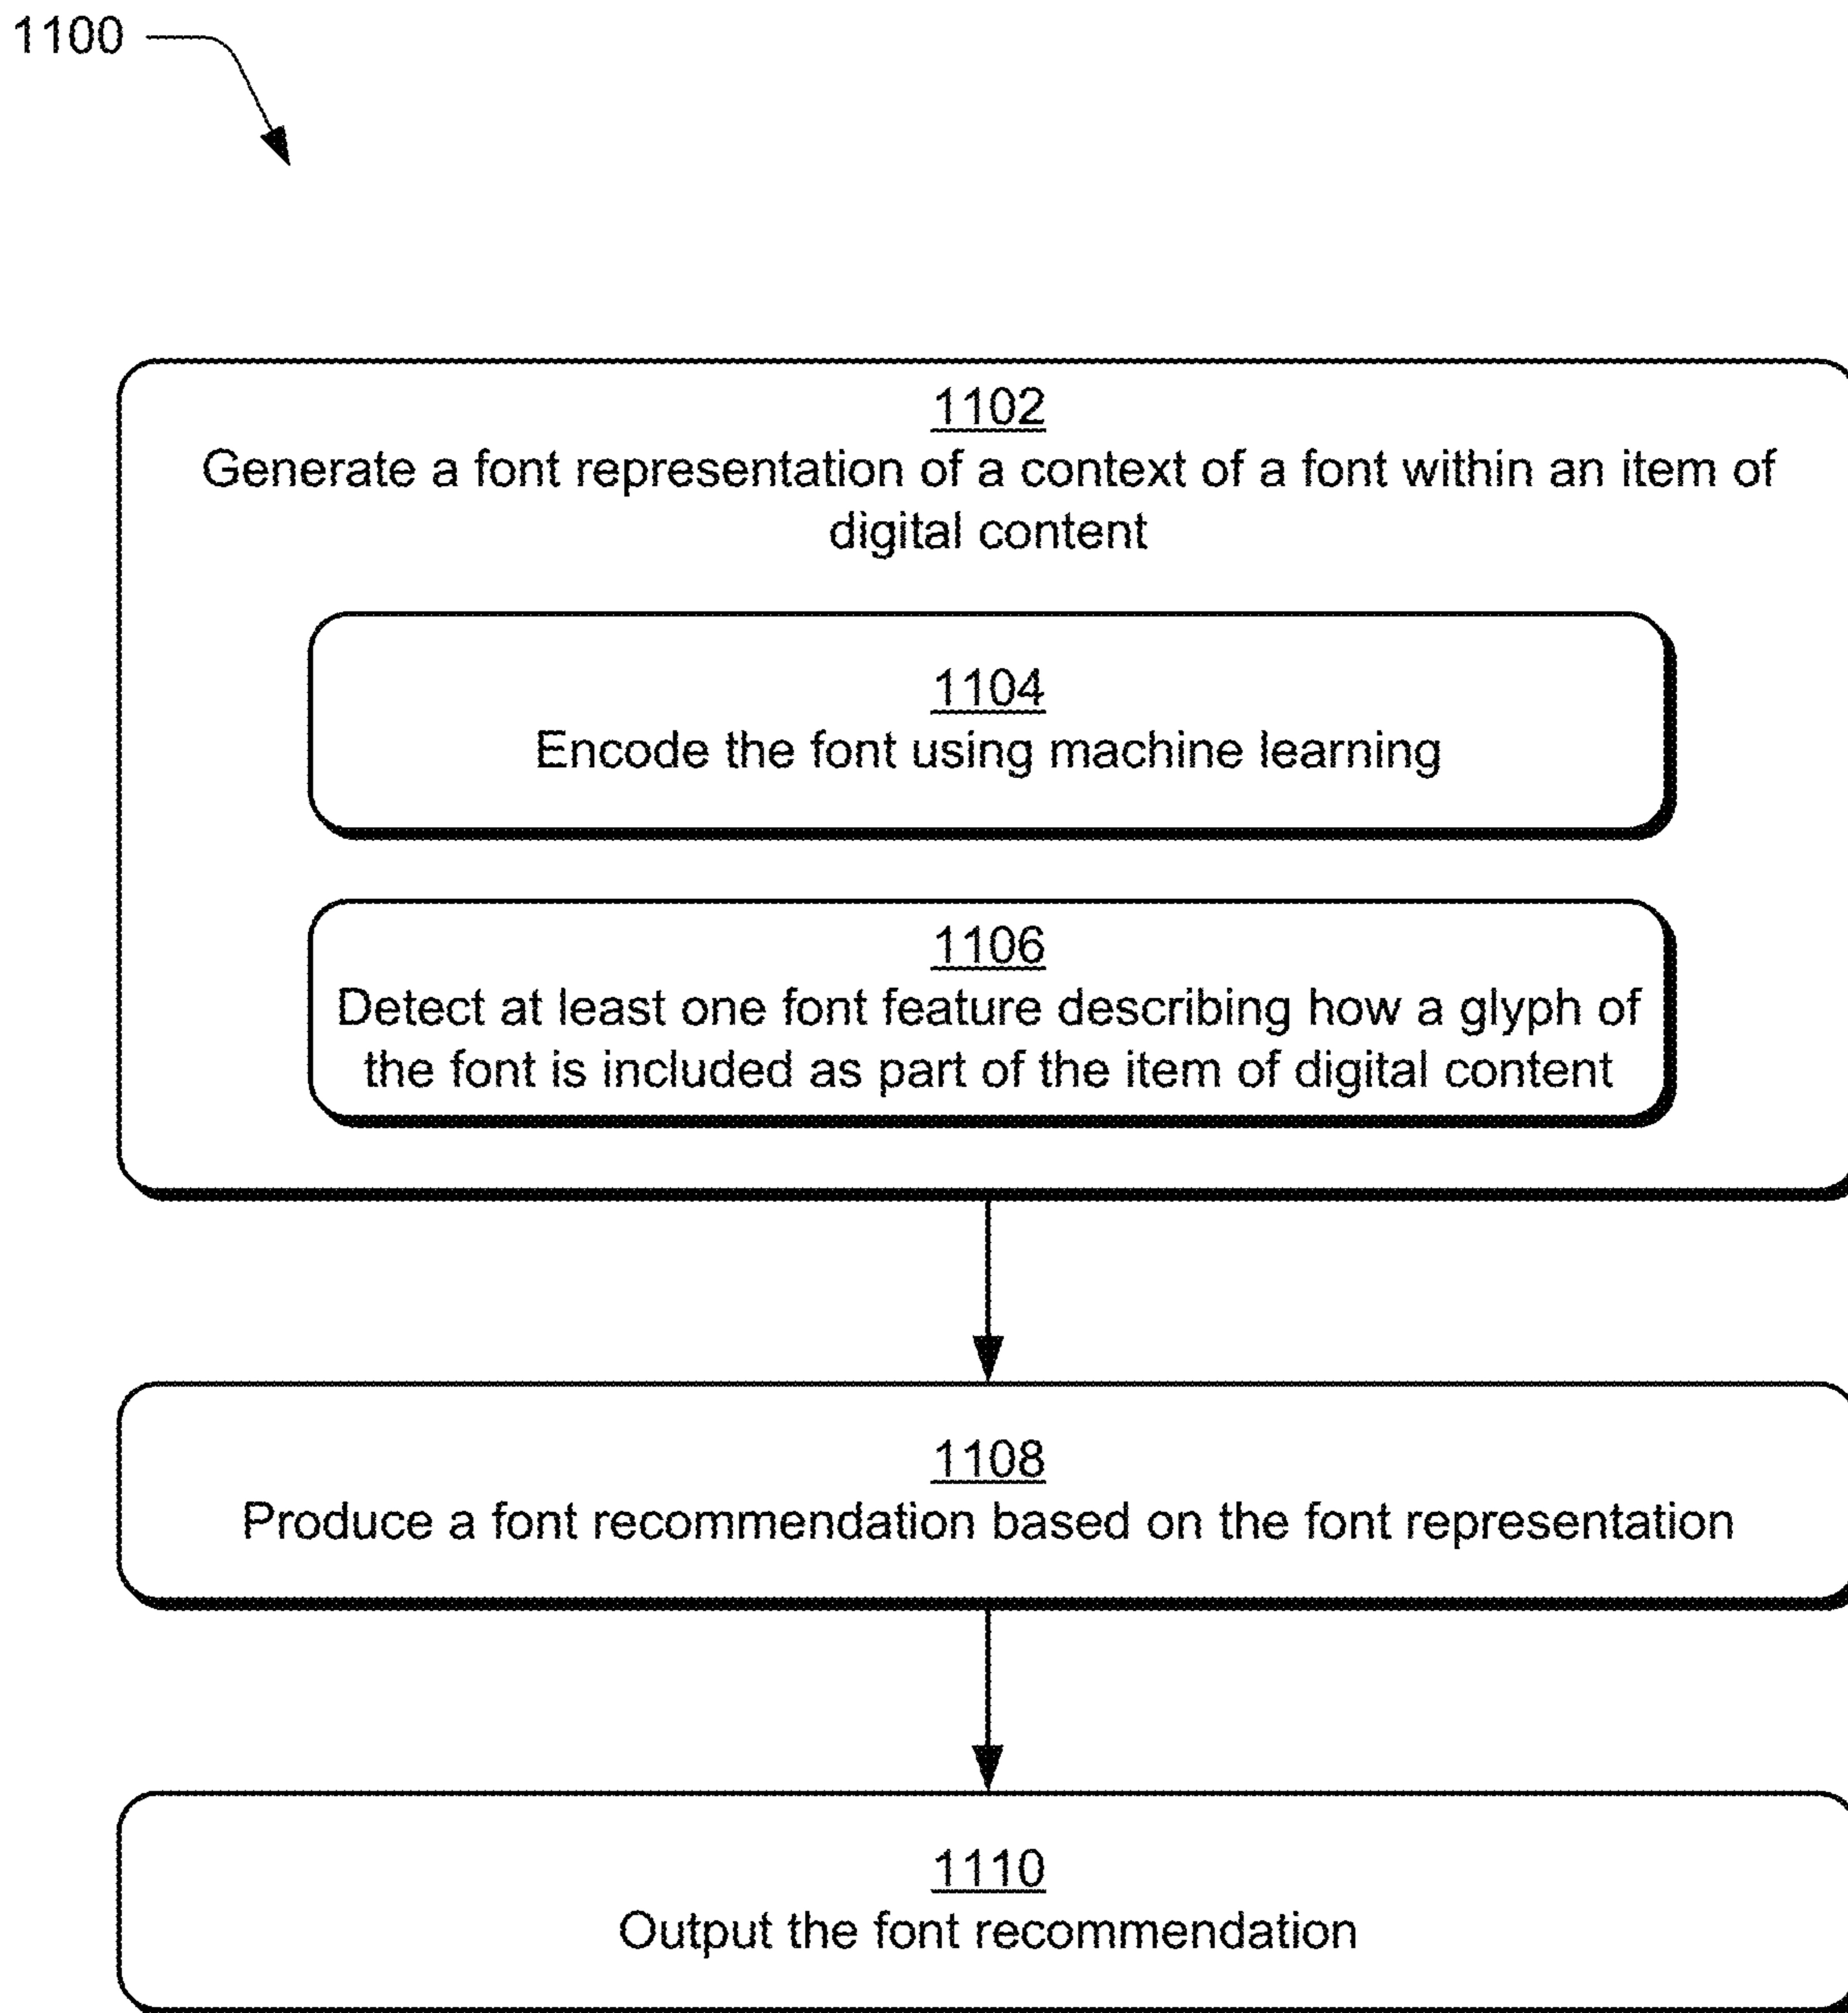 1100
1102
Generate a font representation of a context of a font within an item of
digital content
1104
Encode the font using machine learning
1106
Detect at least one font feature describing how a glyph of
the font is included as part of the item of digital content
1108
Produce a font recommendation based on the font representation
1110
Output the font recommendation